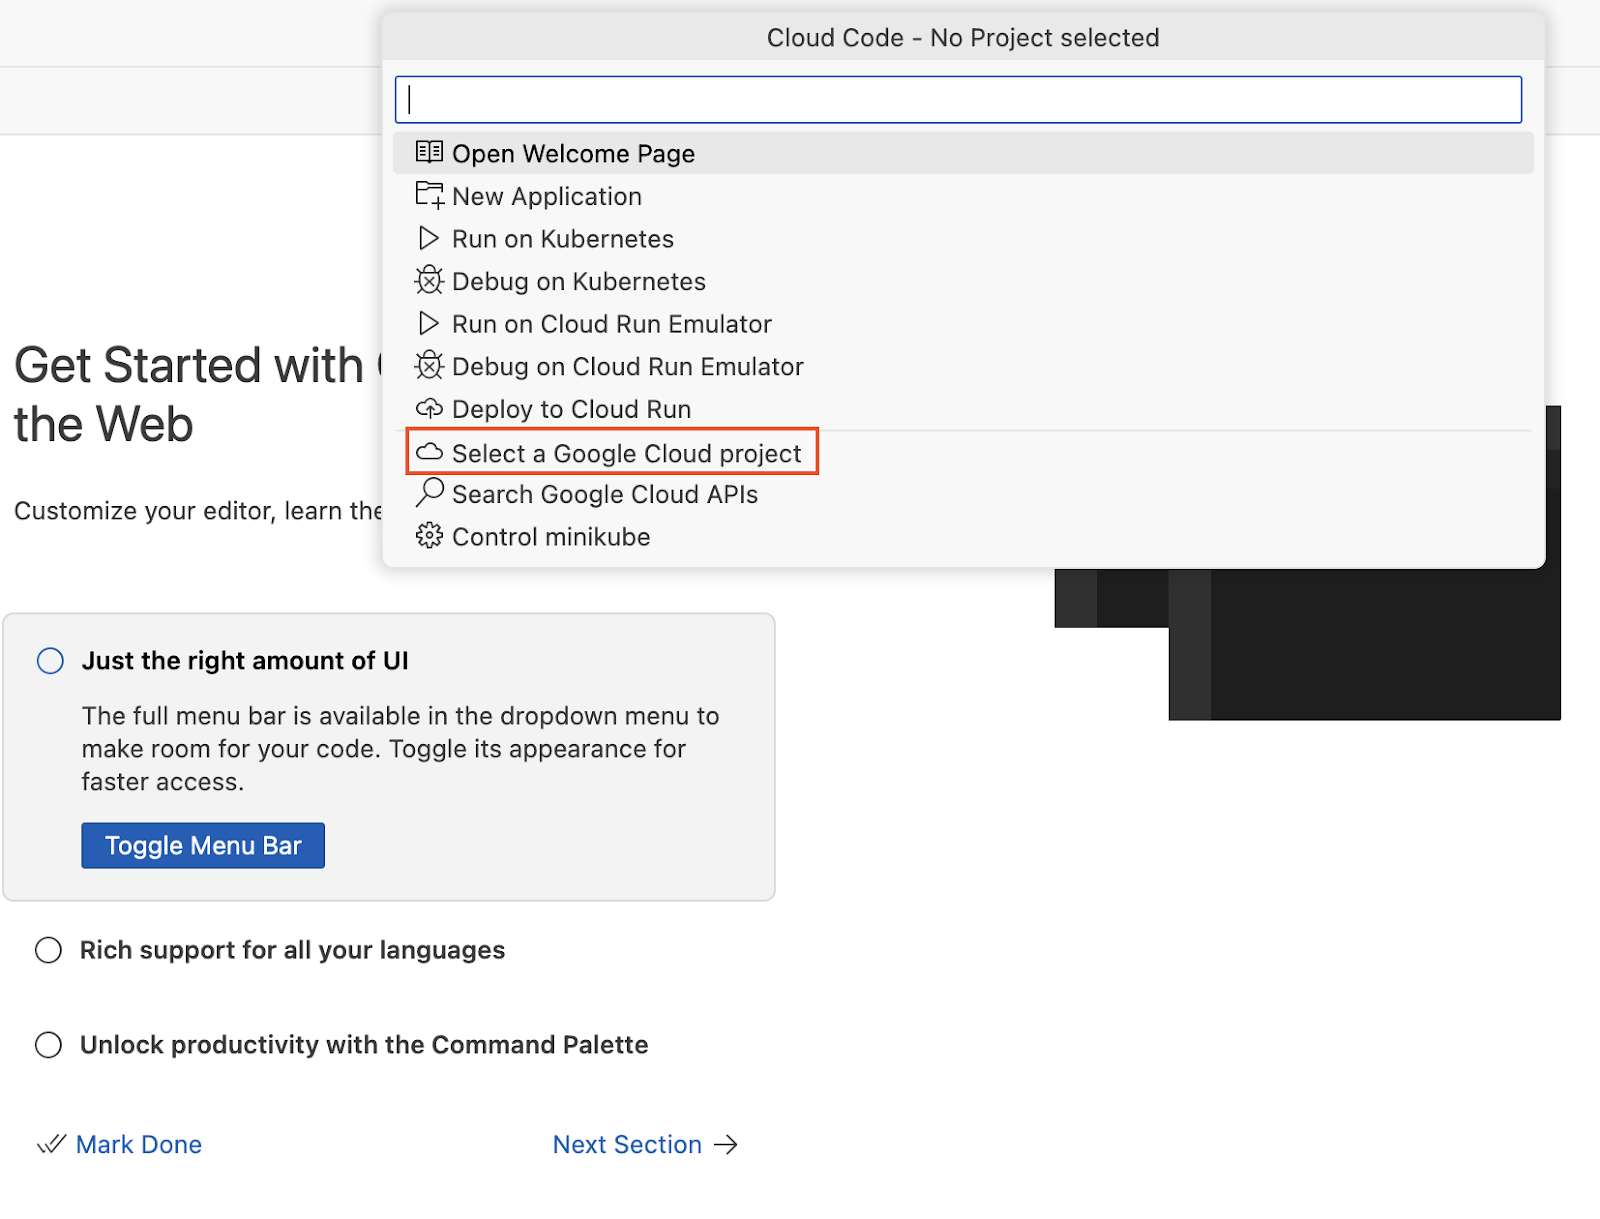 Cloud Code - No Project selected
Open Welcome Page
New Application
Run on Kubernetes
Debug on Kubernetes
Run on Cloud Run Emulator
Debug on Cloud Run Emulator
Deploy to Cloud Run
Select a Google Cloud project
Search Google Cloud APIs
Control minikube
Get Started with
the Web
Customize your editor, learn the
Just the right amount of UI
The full menu bar is available in the dropdown menu to
make room for your code. Toggle its appearance for
faster access.
Toggle Menu Bar
Rich support for all your languages
Unlock productivity with the Command Palette
Mark Done
Next Section